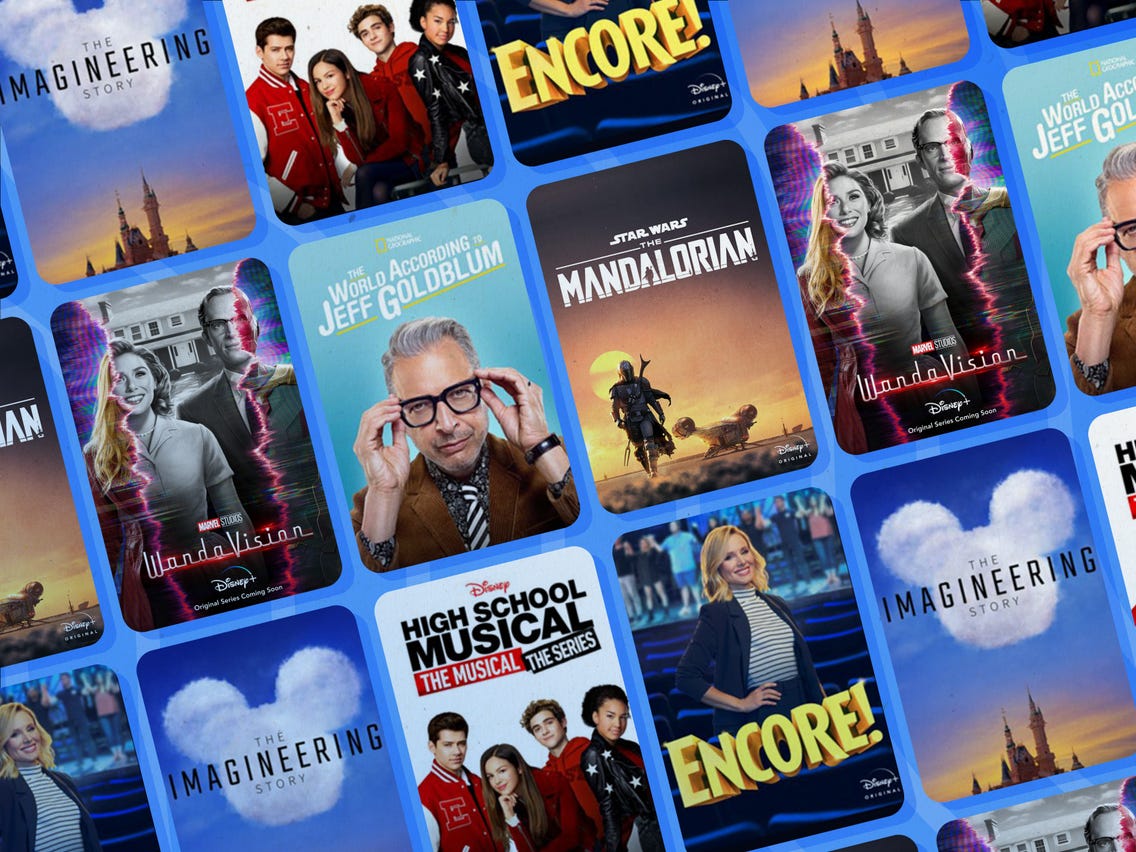 THE
IMAGINEERING
STORY
E
ENCORE!
Disney+
ORIGINAL
NATIONAL
GEOGRAPHIC
THE
WORLD ACCORDING TO
JEFF GOLDBLUM
STAR WARS
THE
MANDALORIAN
Disney+
ORIGINAL
MARVEL STUDIOS
WandaVision
Disney+
Original Series Coming Soon
NATIONAL
GEOGRAPHIC
THE
WORLD ACCORDING
JEFF GOLDB
IAN
Disney+
ORIGINAL
MARVEL STUDIOS
WandaVision
Disney+
Original Series Coming Soon
THE
IMAGINEERING
STORY
Disney
HIGH SCHOOL
MUSICAL
THE MUSICAL THE SERIES
E
ENCORE!
Disney+
ORIGINAL
THE
IMAGINEERING
STORY
H
M
TH